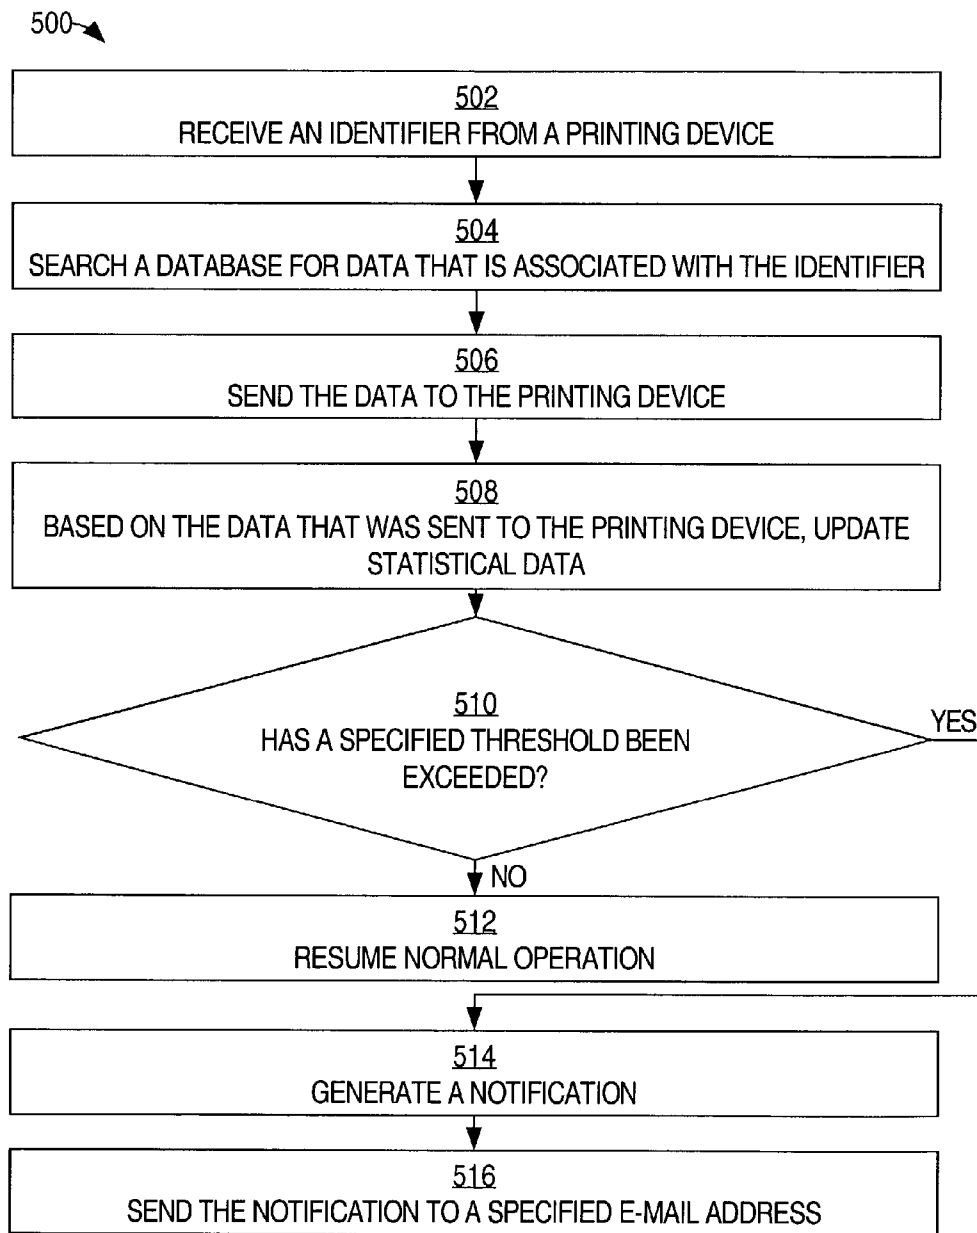 500
502
RECEIVE AN IDENTIFIER FROM A PRINTING DEVICE
504
SEARCH A DATABASE FOR DATA THAT IS ASSOCIATED WITH THE IDENTIFIER
506
SEND THE DATA TO THE PRINTING DEVICE
508
BASED ON THE DATA THAT WAS SENT TO THE PRINTING DEVICE, UPDATE
STATISTICAL DATA
510
HAS A SPECIFIED THRESHOLD BEEN
EXCEEDED?
YES
NO
512
RESUME NORMAL OPERATION
514
GENERATE A NOTIFICATION
516
SEND THE NOTIFICATION TO A SPECIFIED E-MAIL ADDRESS